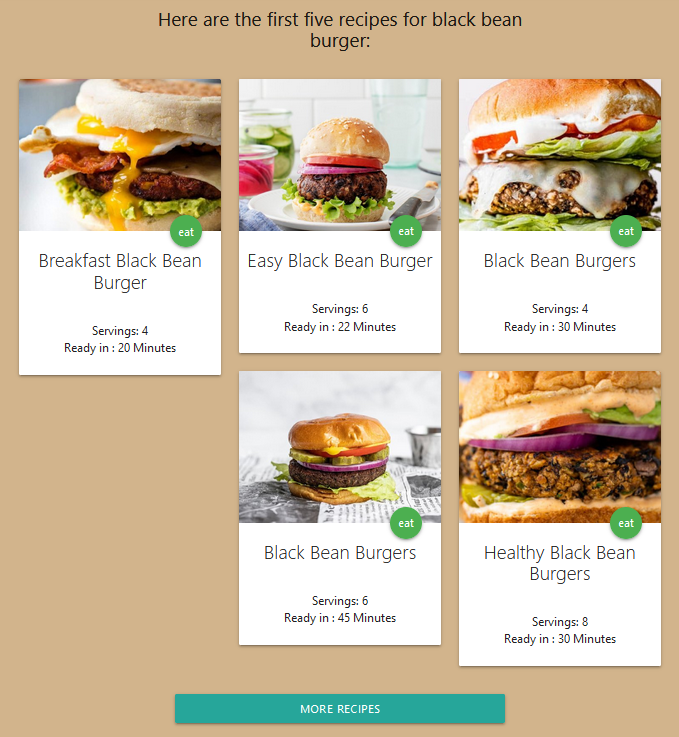 Here are the first five recipes for black bean
burger:
eat
Breakfast Black Bean
Burger
Servings: 4
Ready in : 20 Minutes
eat
Easy Black Bean Burger
Servings: 6
Ready in : 22 Minutes
eat
Black Bean Burgers
Servings: 4
Ready in : 30 Minutes
eat
Black Bean Burgers
Servings: 6
Ready in : 45 Minutes
eat
Healthy Black Bean
Burgers
Servings: 8
Ready in : 30 Minutes
MORE RECIPES